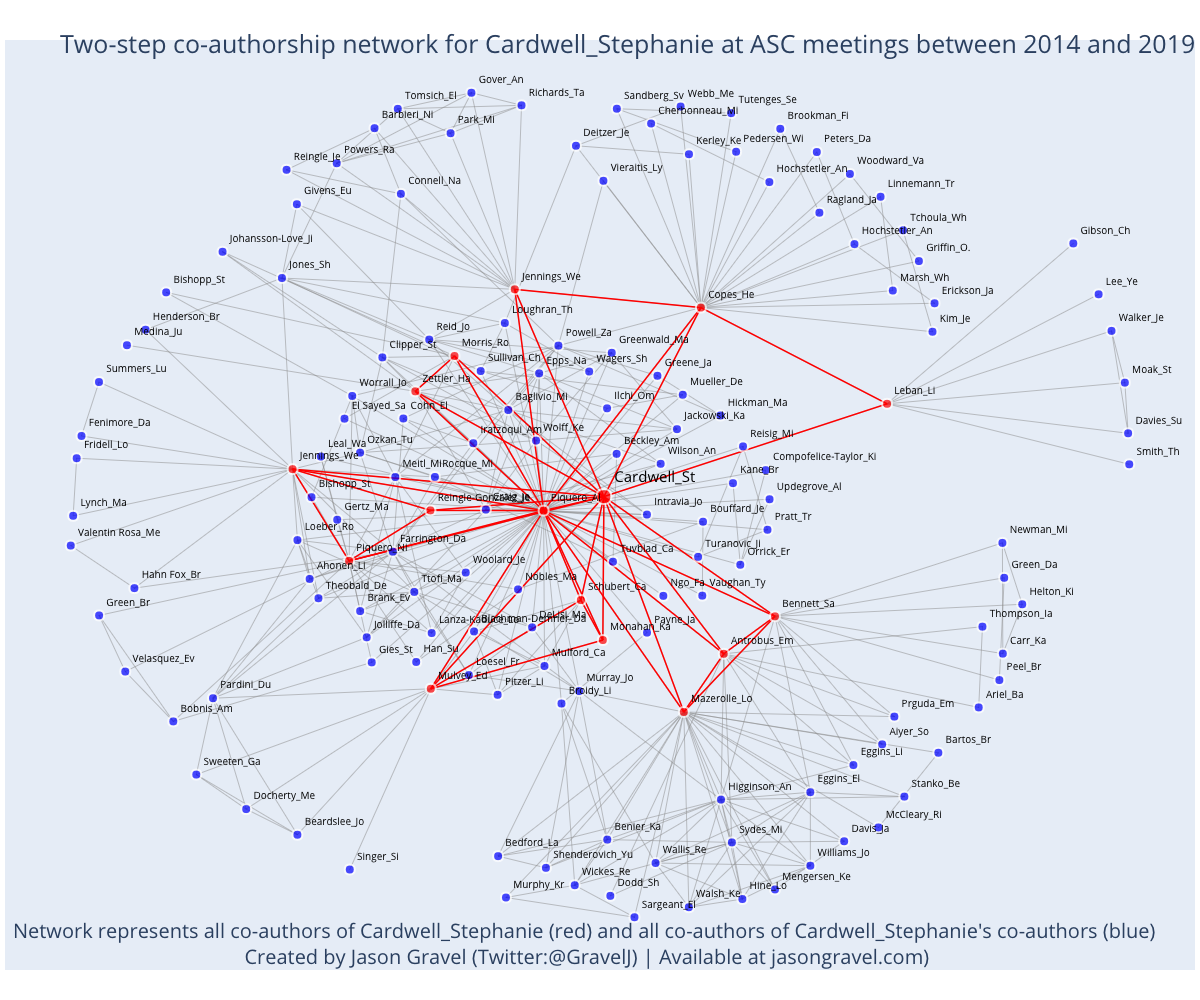 Two-step co-authorship network for Cardwell_Stephanie at ASC meetings between 2014 and 2019
Gover_An
Tomsich_El
Richards_Ta
Barbieri_Ni
Park_Mi
Sandberg_Sv
Webb_Me
Tutenges_Se
Cherbonneau_Mi
Brookman_Fi
Deitzer_Je
Kerley_Ke
Pedersen_Wi
Peters_Da
Reingle_Je
Powers_Ra
Vieraitis_Ly
Hochstetler_An
Woodward_Va
Givens_Eu
Connell_Na
Linnemann_Tr
Ragland_Ja
Tchoula_Wh
Johansson-Love_Ji
Hochstetler_An
Griffin_O.
Gibson_Ch
Jones_Sh
Jennings_We
Bishopp_St
Copes_He
Marsh_Wh
Erickson_Ja
Lee_Ye
Henderson_Br
Loughran_Th
Kim_Je
Medina_Ju
Reid_Jo
Powell_Za
Walker_Je
Clipper_St
Morris_Ro
Greenwald_Ma
Summers_Lu
Sullivan_Ch
Epps_Na
Wagers_Sh
Greene_Ja
Moak_St
Worrall_Jo
Zettler_Ha
Mueller_De
Leban_Li
El Sayed_Sa
Conn_El
Baglivio_Mi
Ilchi_Om
Hickman_Ma
Fenimore_Da
Jackowski_Ka
Davies_Su
Fridell_Lo
Leal_Wa
Ozkan_Tu
Iratzoqui_Am
Wolff_Ke
Beckley_Am
Reisig_Mi
Jennings_We
Meitl_Mi
Rocque_Mi
Wilson_An
Compofelice-Taylor_Ki
Smith_Th
Bishopp_St
Cardwell_St
Kane_Br
Lynch_Ma
Gertz_Ma
Piquero_Al
Intravia_Jo
Updegrove_Al
Valentin Rosa_Me
Loeber_Ro
Farrington_Da
Bouffard_Je
Pratt_Tr
Newman_Mi
Ahonen_Li
Piquero_Ni
Woolard_Je
Tuvblad_Ca
Turanovic_Ji
Orrick_Er
Hahn Fox_Br
Theobald_De
Ttofi_Ma
Nobles_Ma
Schubert_Ca
Ngo_Fa
Vaughan_Ty
Green_Da
Green_Br
Brank_Ev
Bennett_Sa
Helton_Ki
Jolliffe_Da
DeLisi_Ma
Monahan_Ka
Payne_Ja
Thompson_Ia
Velasquez_Ev
Gies_St
Han_Su
Loesel_Fr
Mulford_Ca
Antrobus_Em
Carr_Ka
Pardini_Du
Mulvey_Ed
Pitzer_Li
Murray_Jo
Broidy_Li
Peel_Br
Bobnis_Am
Mazerolle_Lo
Prguda_Em
Ariel_Ba
Aiyer_So
Sweeten_Ga
Eggins_Li
Bartos_Br
Docherty_Me
Higginson_An
Eggins_El
Stanko_Be
Beardslee_Jo
Benier_Ka
Sydes_Mi
Davis_Ja
McCleary_Ri
Singer_Si
Bedford_La
Shenderovich_Yu
Wallis_Re
Williams_Jo
Murphy_Kr
Wickes_Re
Dodd_Sh
Walsh_Ke
Hine_Lo
Mengersen_Ke
Sargeant_El
Network represents all co-authors of Cardwell_Stephanie (red) and all co-authors of Cardwell_Stephanie's co-authors (blue)
Created by Jason Gravel (Twitter:@GravelJ) | Available at jasongravel.com)